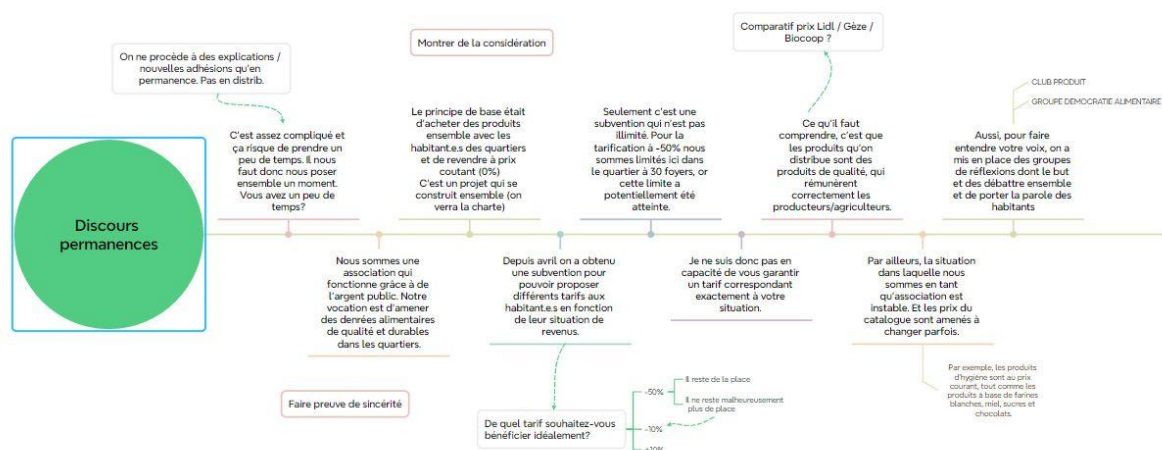 On ne procède à des explications /
nouvelles adhésions qu'en
permanence. Pas en distrib.
Montrer de la considération
Comparatif prix Lidl / Gèze /
Biocoop ?
Discours
permanences
C'est assez compliqué et
ça risque de prendre un
peu de temps. Il nous
faut donc nous poser
ensemble un moment.
Vous avez un peu de
temps?
Le principe de base était
d'acheter des produits
ensemble avec les
habitant.e.s des quartiers
et de revendre à prix
coutant (0%)
C'est un projet qui se
construit ensemble (on
verra la charte)
Seulement c'est une
subvention qui n'est pas
illimité. Pour la
tarification à -50% nous
sommes limités ici dans
le quartier à 30 foyers, or
cette limite a
potentiellement été
atteinte.
Ce qu'il faut
comprendre, c'est que
les produits qu'on
distribue sont des
produits de qualité, qui
rémunèrent
correctement les
producteurs/agriculteurs.
CLUB PRODUIT
GROUPE DEMOCRATIE ALIMENTAIRE
Aussi, pour faire
entendre votre voix, on a
mis en place des groupes
de réflexions dont le but
et des débattre ensemble
et de porter la parole des
habitants
Nous sommes une
association qui
fonctionne grâce à de
l'argent public. Notre
vocation est d'amener
des denrées alimentaires
de qualité et durables
dans les quartiers.
Depuis avril on a obtenu
une subvention pour
pouvoir proposer
différents tarifs aux
habitant.e.s en fonction
de leur situation de
revenus.
Je ne suis donc pas en
capacité de vous garantir
un tarif correspondant
exactement à votre
situation.
Par ailleurs, la situation
dans laquelle nous
sommes en tant
qu'association est
instable. Et les prix du
catalogue sont amenés à
changer parfois.
Par exemple, les produits
d'hygiène sont au prix
courant, tout comme les
produits à base de farines
blanches, miel, sucres et
chocolats.
Faire preuve de sincérité
De quel tarif souhaitez-vous
bénéficier idéalement?
-50%
Il reste de la place
Il ne reste malheureusement
plus de place
-10%
+10%